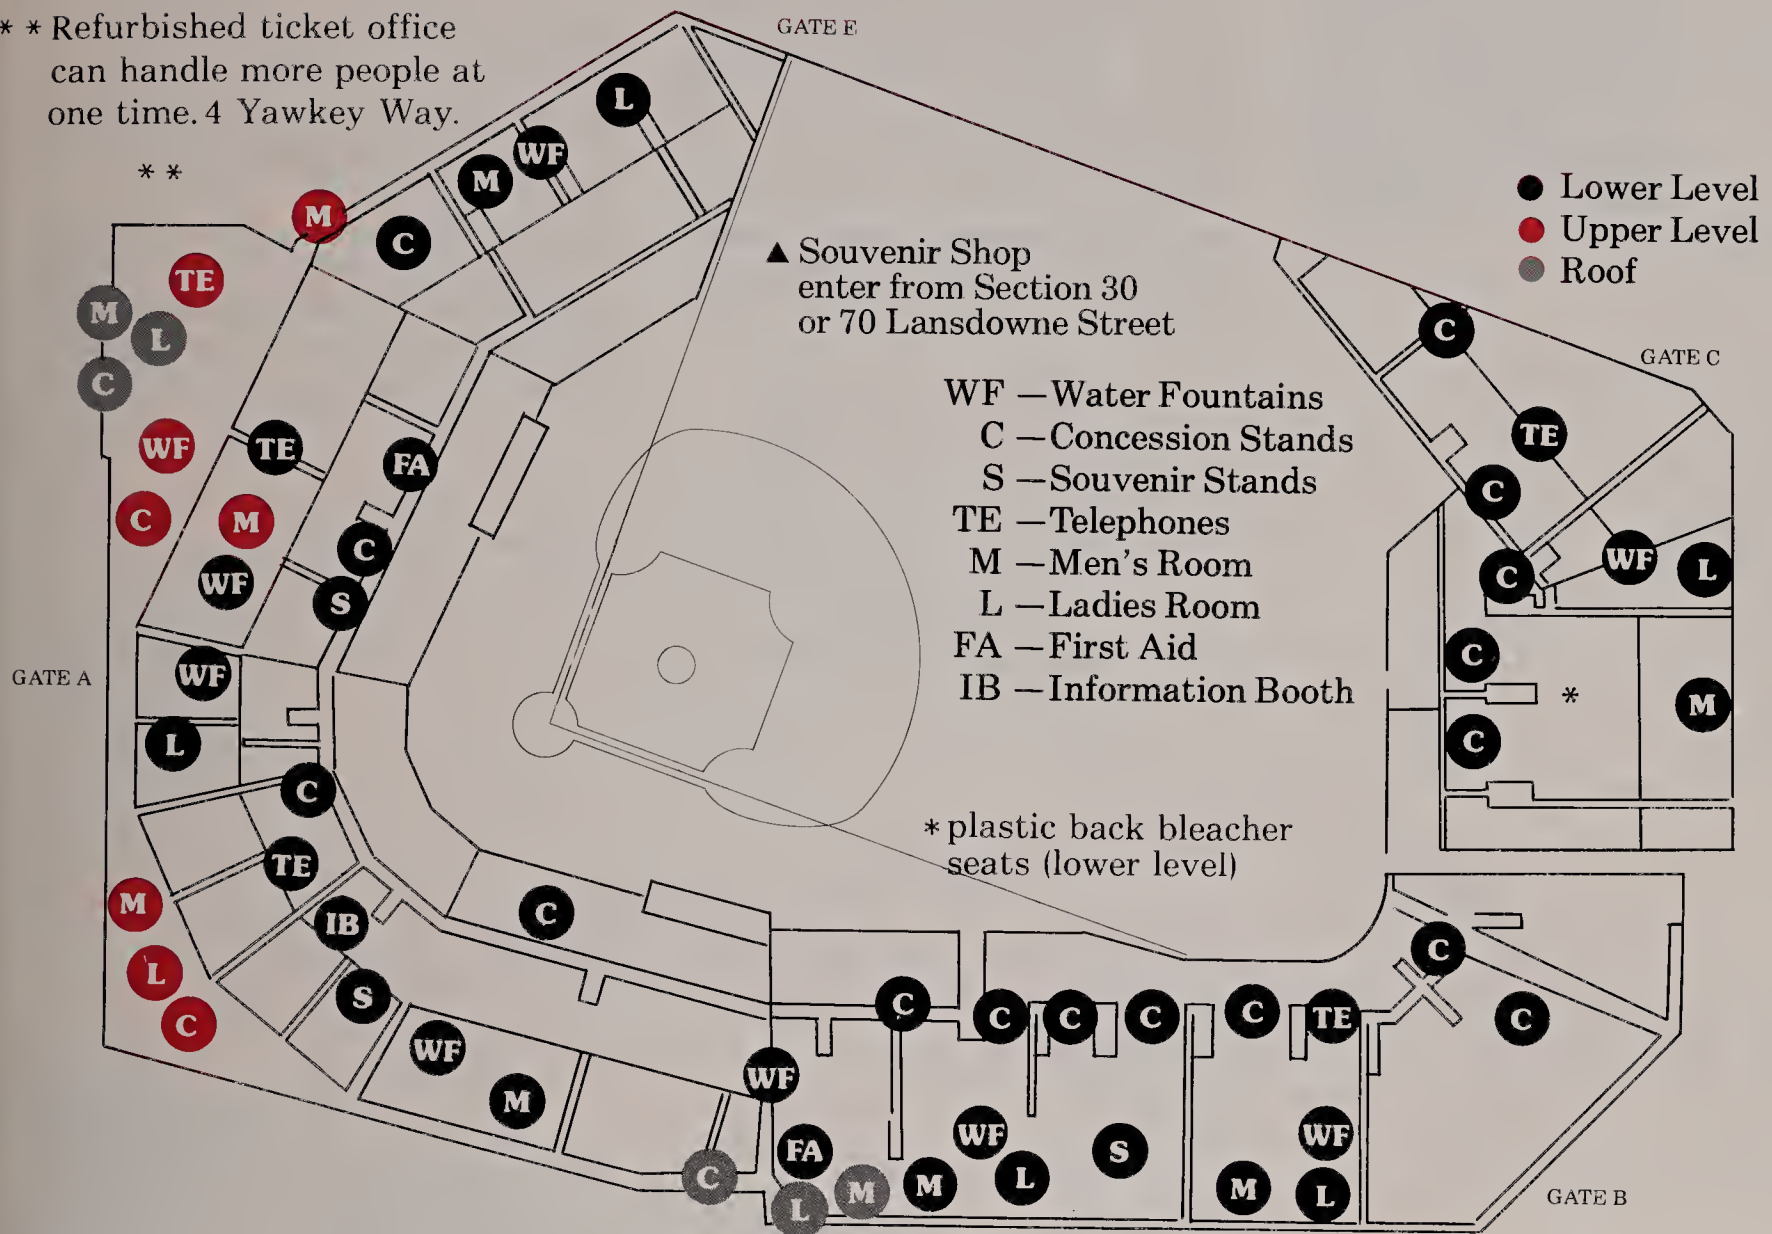 * * Refurbished ticket office
can handle more people at
one time. 4 Yawkey Way.
* *
GATE E
L
WF
M
M
C
TE
M
L
C
WF
TE
FA
C
M
C
WF
S
GATE A
WF
L
C
TE
M
IB
C
L
S
C
WF
M
▲ Souvenir Shop
enter from Section 30
or 70 Lansdowne Street
WF — Water Fountains
C — Concession Stands
S — Souvenir Stands
TE — Telephones
M — Men's Room
L — Ladies Room
FA — First Aid
IB — Information Booth
* plastic back bleacher
seats (lower level)
Lower Level
Upper Level
Roof
C
GATE C
TE
C
C
WF
L
C
*
M
C
C
C
C
C
C
C
TE
C
WF
FA
WF
S
WF
C
L
M
M
L
M
L
GATE B